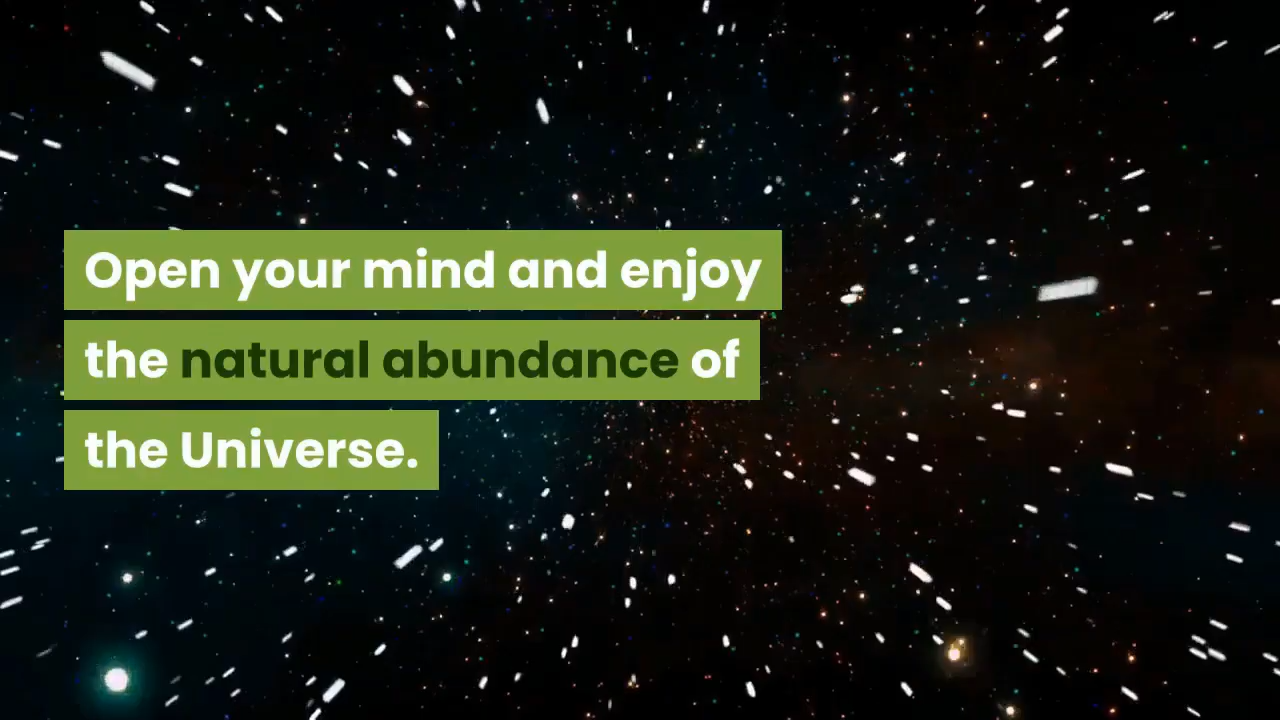 Open your mind and enjoy
the natural abundance of
the Universe.